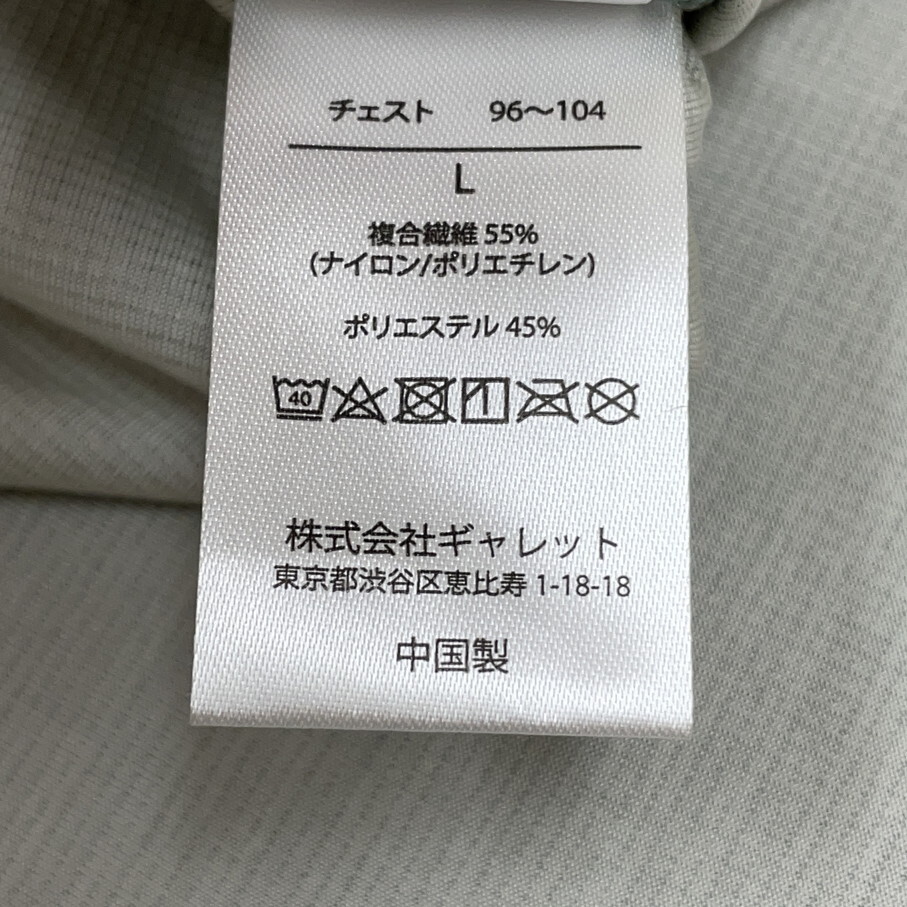 チェスト 96〜104
L
複合繊維 55%
(ナイロン/ポリエチレン)
ポリエステル 45%
40
株式会社ギャレット
東京都渋谷区恵比寿 1-18-18
中国製